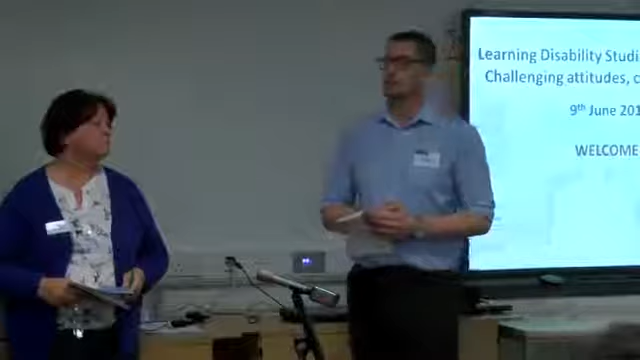 Learning Disability Studi
Challenging attitudes, c
9th June 201
WELCOME